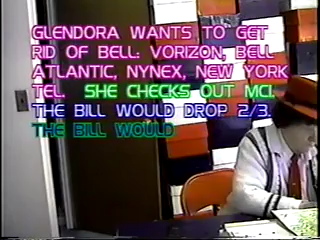 GLENDORA WANTS TO GET
RID OF BELL: VORIZON, BELL
ATLANTIC, NYNEX, NEW YORK
TEL. SHE CHECKS OUT MCI.
THE BILL WOULD DROP 2/3.
THE BILL WOULD